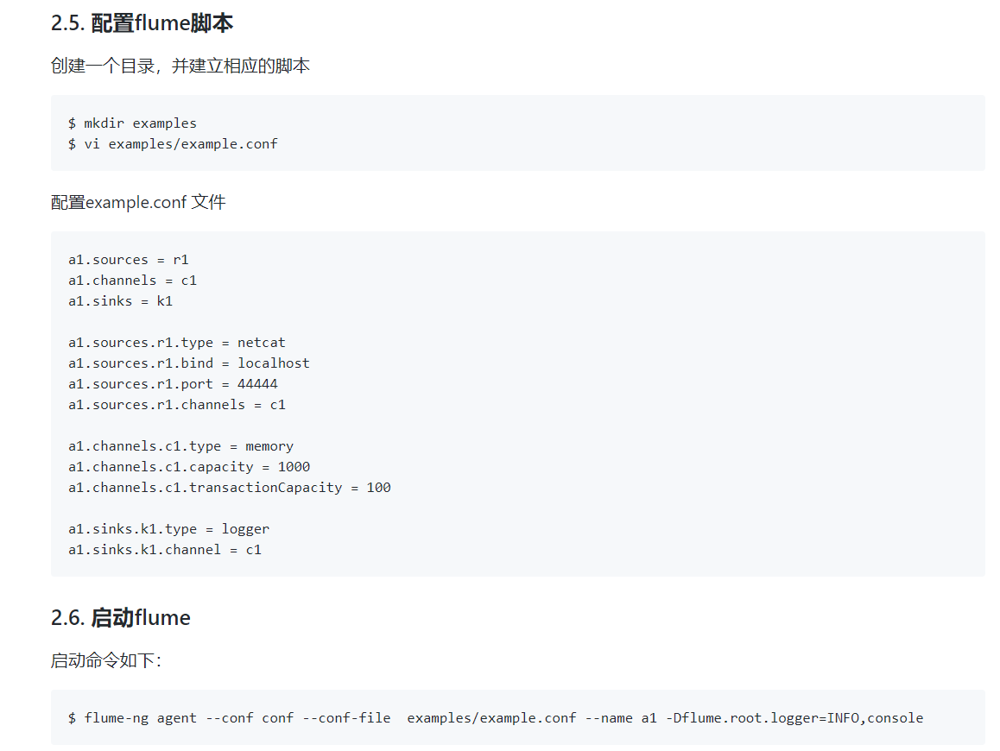 2.5. 配置flume脚本
创建一个目录，并建立相应的脚本
$ mkdir examples
$ vi examples/example.conf
配置example.conf 文件
a1.sources = r1
a1.channels = c1
a1.sinks = k1
a1.sources.r1.type = netcat
a1.sources.r1.bind = localhost
a1.sources.r1.port = 44444
a1.sources.r1.channels = c1
a1.channels.c1.type = memory
a1.channels.c1.capacity = 1000
a1.channels.c1.transactionCapacity = 100
a1.sinks.k1.type = logger
a1.sinks.k1.channel = c1
2.6. 启动flume
启动命令如下：
$ flume-ng agent --conf conf --conf-file  examples/example.conf --name a1 -Dflume.root.logger=INFO,console